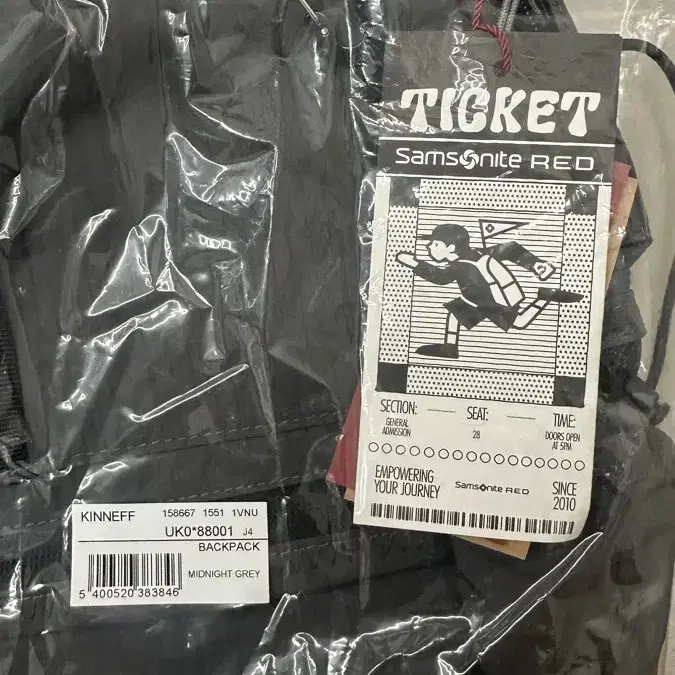 TICKET
Samsonite RED
SECTION: SEAT: TIME:
GENERAL ADMISSION 28 DOORS OPEN AT 5PM
EMPOWERING YOUR JOURNEY Samsonite RED SINCE 2010
KINNEFF 158667 1551 1VNU
UK0*88001 J4
BACKPACK
MIDNIGHT GREY
5 400520 383846